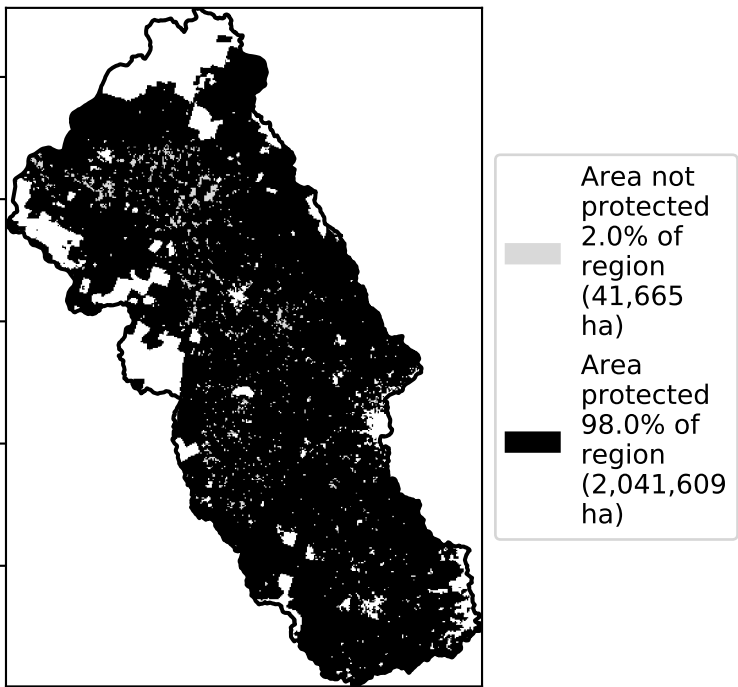 Area not
protected
2.0% of
region
(41,665
ha)
Area
protected
98.0% of
region
(2,041,609
ha)